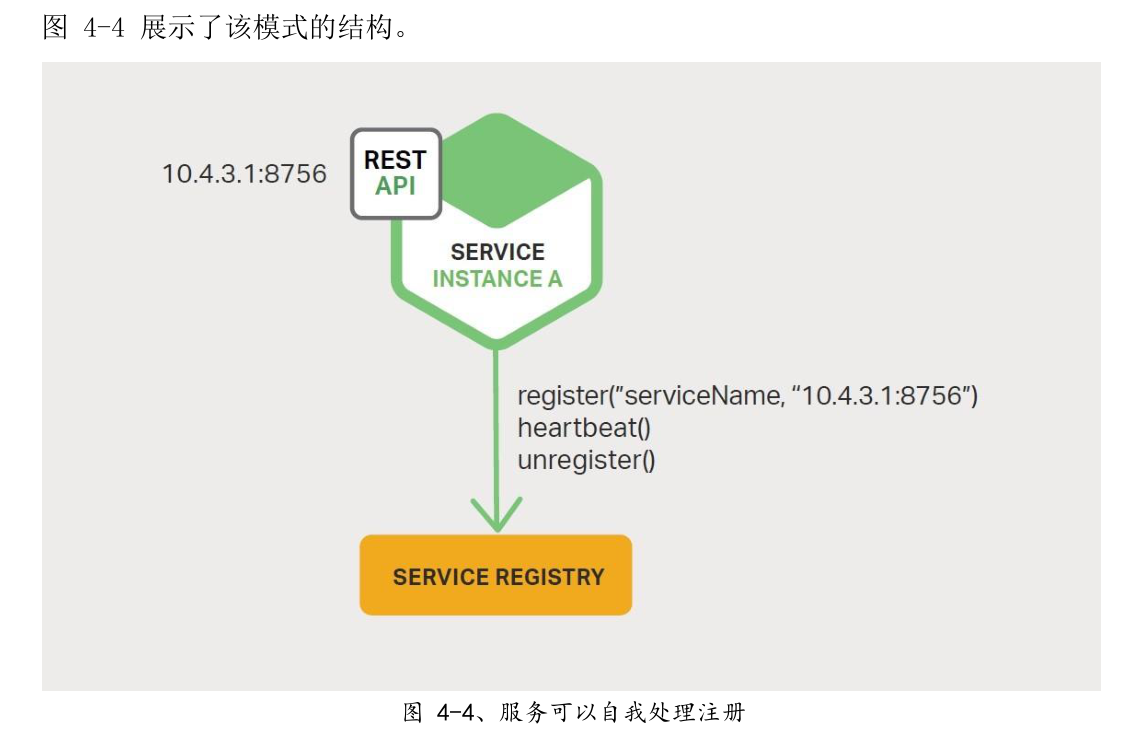 图 4-4 展示了该模式的结构。
10.4.3.1:8756
REST
API
SERVICE
INSTANCE A
register("serviceName, “10.4.3.1:8756”)
heartbeat()
unregister()
SERVICE REGISTRY
图 4-4、服务可以自我处理注册